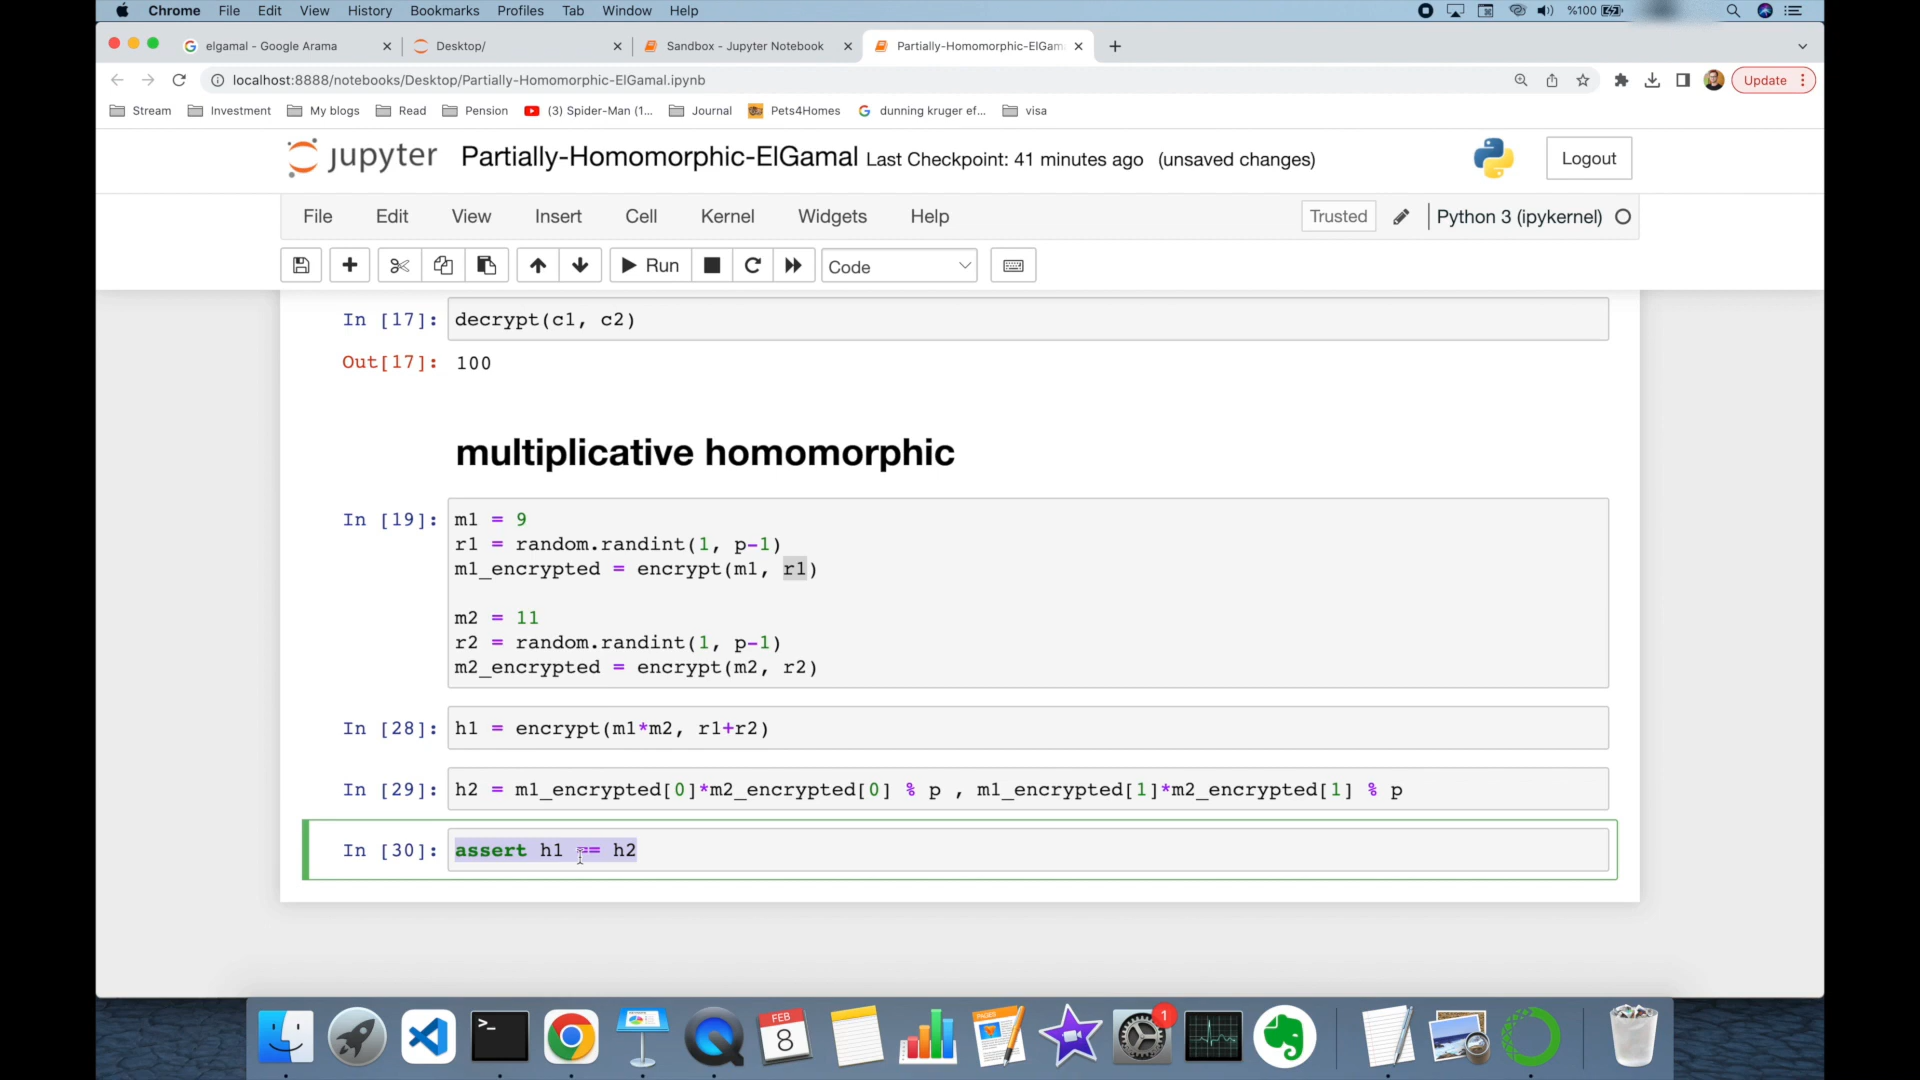 Chrome File Edit View History Bookmarks Profiles Tab Window Help %100
elgamal - Google Arama
Desktop/
Sandbox - Jupyter Notebook
Partially-Homomorphic-ElGam
localhost:8888/notebooks/Desktop/Partially-Homomorphic-ElGamal.ipynb
Update
Stream Investment My blogs Read Pension (3) Spider-Man (1... Journal Pets4Homes dunning kruger ef... visa
jupyter Partially-Homomorphic-ElGamal Last Checkpoint: 41 minutes ago (unsaved changes)
Logout
File Edit View Insert Cell Kernel Widgets Help Trusted Python 3 (ipykernel)
Run Code
In [17]: decrypt(c1, c2)
Out[17]: 100
multiplicative homomorphic
In [19]: m1 = 9
r1 = random.randint(1, p-1)
m1_encrypted = encrypt(m1, r1)
m2 = 11
r2 = random.randint(1, p-1)
m2_encrypted = encrypt(m2, r2)
In [28]: h1 = encrypt(m1*m2, r1+r2)
In [29]: h2 = m1_encrypted[0]*m2_encrypted[0] % p , m1_encrypted[1]*m2_encrypted[1] % p
In [30]: assert h1 == h2
>_
FEB
8
PAGES
1